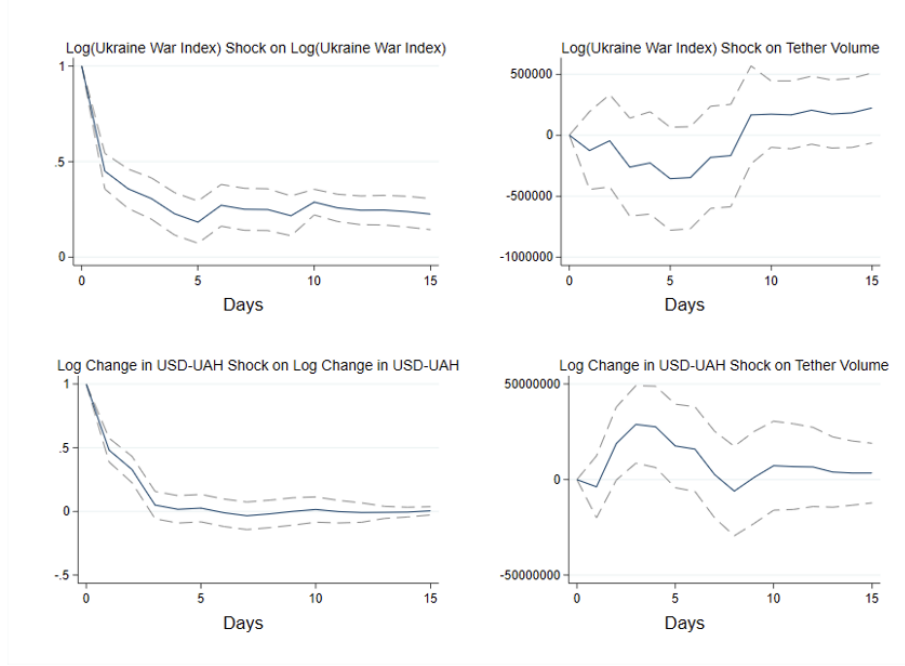 Log(Ukraine War Index) Shock on Log(Ukraine War Index)
1
.5
0
0 5 10 15
Days
Log(Ukraine War Index) Shock on Tether Volume
500000
0
-500000
-1000000
0 5 10 15
Days
Log Change in USD-UAH Shock on Log Change in USD-UAH
1
.5
0
-.5
0 5 10 15
Days
Log Change in USD-UAH Shock on Tether Volume
50000000
0
-50000000
0 5 10 15
Days